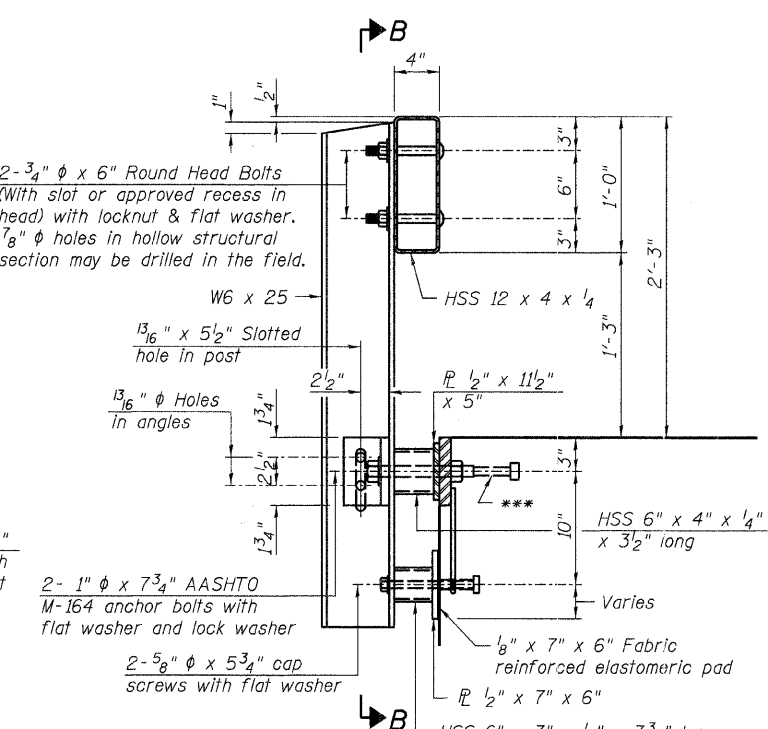 B
4"
1"
1/2"
3"
6"
3"
1'-0"
2'-3"
1'-3"
2-3/4" φ x 6" Round Head Bolts
(With slot or approved recess in
head) with locknut & flat washer.
7/8" φ holes in hollow structural
section may be drilled in the field.
W6 x 25
HSS 12 x 4 x 1/4
13/16" x 5 1/2" Slotted
hole in post
2 1/2"
℄ 1/2" x 11 1/2"
x 5"
13/16" φ Holes
in angles
1 3/4"
2 1/2"
1 3/4"
3"
***
10"
HSS 6" x 4" x 1/4"
x 3 1/2" long
2- 1" φ x 7 3/4" AASHTO
M-164 anchor bolts with
flat washer and lock washer
Varies
1/8" x 7" x 6" Fabric
reinforced elastomeric pad
2-5/8" φ x 5 3/4" cap
screws with flat washer
℄ 1/2" x 7" x 6"
B